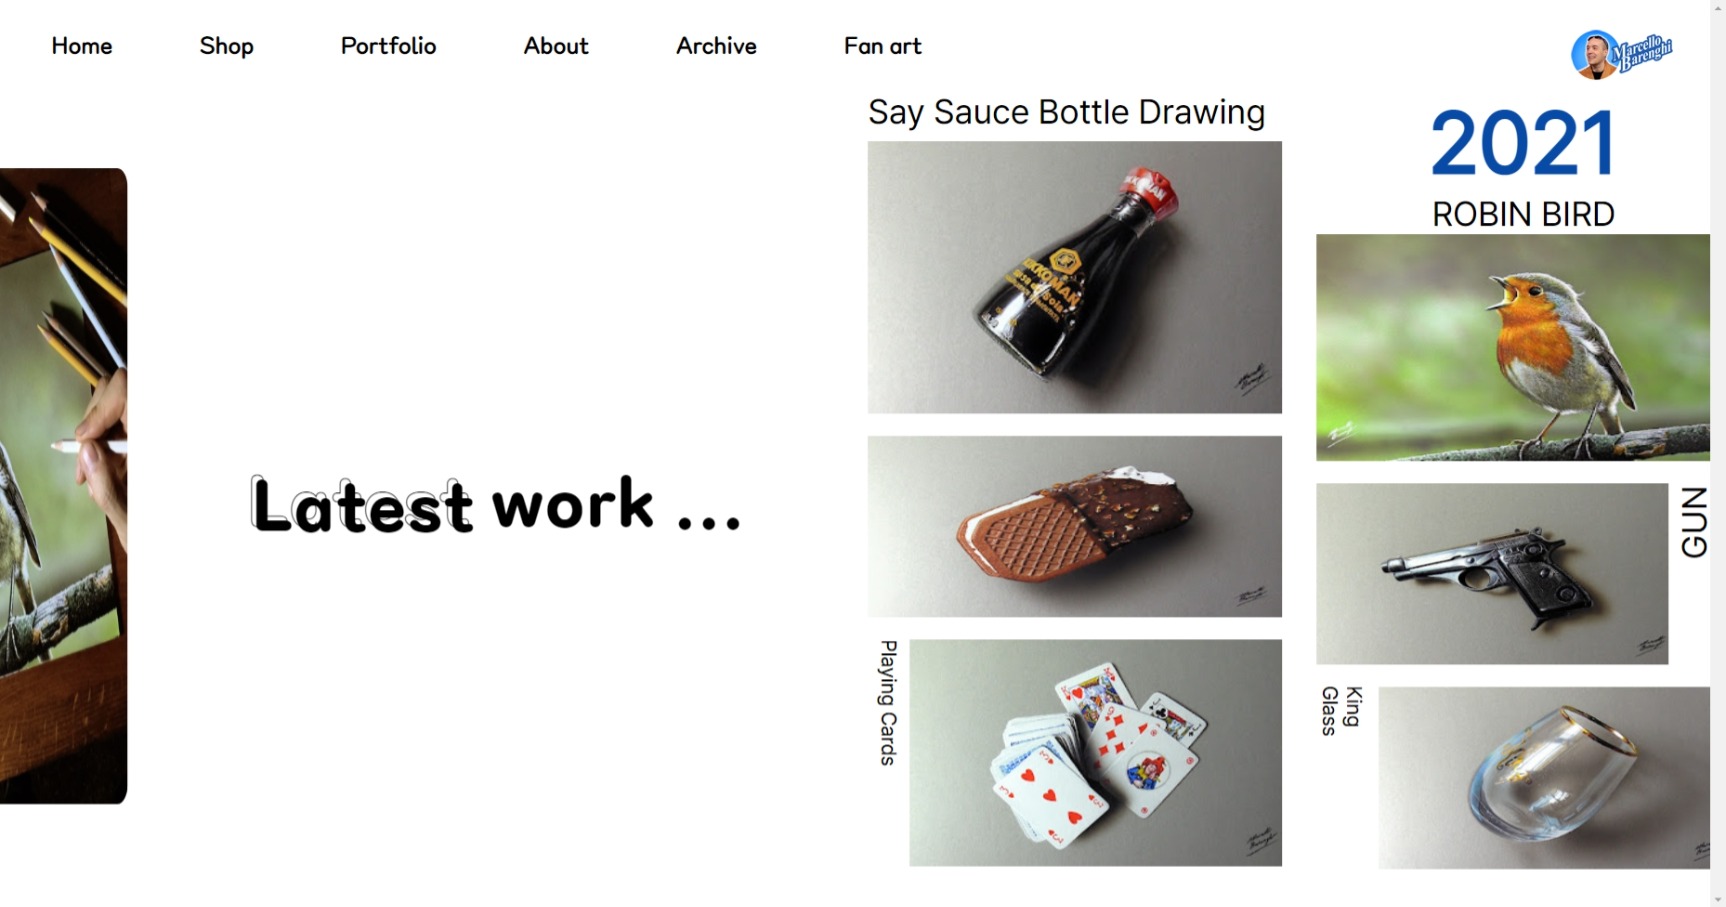 Home Shop Portfolio About Archive Fan art
Marcello
Barenghi
Latest work ...
Say Sauce Bottle Drawing
KIKKOMAN
Playing Cards
2021
ROBIN BIRD
GUN
King
Glass